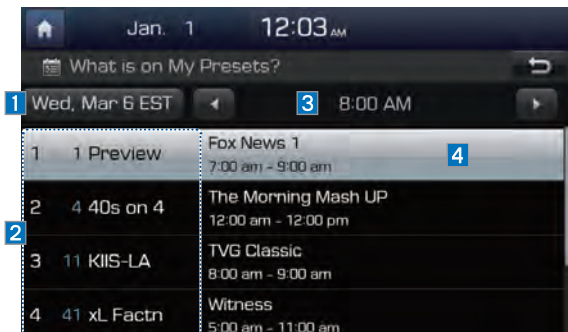 Jan. 1 12:03 AM
What is on My Presets?
1 Wed, Mar 6 EST 3 8:00 AM
1 1 Preview Fox News 1 4
7:00 am - 9:00 am
2 4 40s on 4 The Morning Mash UP
12:00 am - 12:00 pm
2
3 11 KIIS-LA TVG Classic
8:00 am - 9:00 am
4 41 xL Factn Witness
5:00 am - 11:00 am